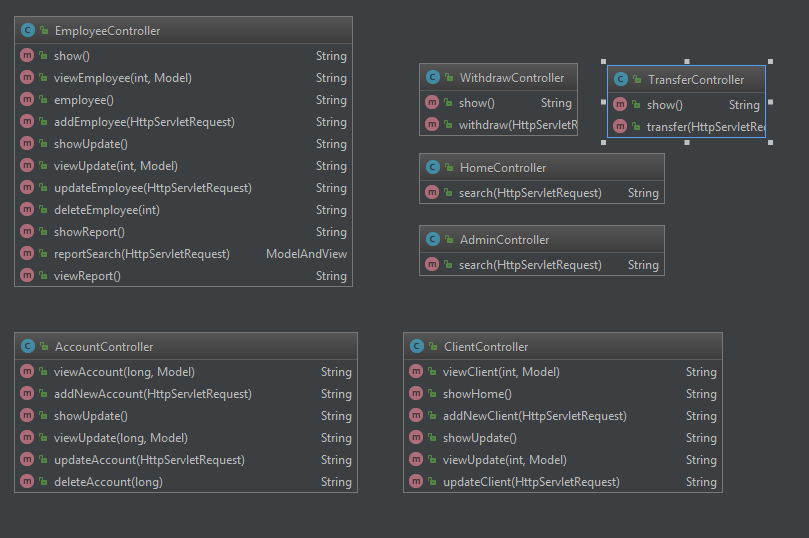 EmployeeController
show() String
viewEmployee(int, Model) String
employee() String
addEmployee(HttpServletRequest) String
showUpdate() String
viewUpdate(int, Model) String
updateEmployee(HttpServletRequest) String
deleteEmployee(int) String
showReport() String
reportSearch(HttpServletRequest) ModelAndView
viewReport() String
WithdrawController
show() String
withdraw(HttpServletR
TransferController
show() String
transfer(HttpServletRe
HomeController
search(HttpServletRequest) String
AdminController
search(HttpServletRequest) String
AccountController
viewAccount(long, Model) String
addNewAccount(HttpServletRequest) String
showUpdate() String
viewUpdate(long, Model) String
updateAccount(HttpServletRequest) String
deleteAccount(long) String
ClientController
viewClient(int, Model) String
showHome() String
addNewClient(HttpServletRequest) String
showUpdate() String
viewUpdate(int, Model) String
updateClient(HttpServletRequest) String